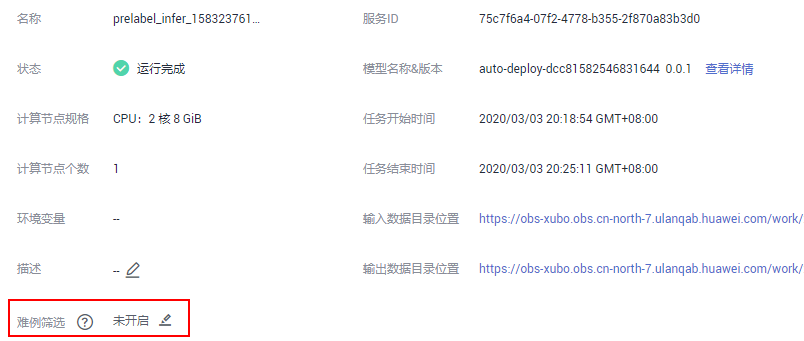 名称 prelabel_infer_158323761... 服务ID 75c7f6a4-07f2-4778-b355-2f870a83b3d0
状态 运行完成 模型名称&版本 auto-deploy-dcc81582546831644 0.0.1 查看详情
计算节点规格 CPU：2 核 8 GiB 任务开始时间 2020/03/03 20:18:54 GMT+08:00
计算节点个数 1 任务结束时间 2020/03/03 20:25:11 GMT+08:00
环境变量 -- 输入数据目录位置 https://obs-xubo.obs.cn-north-7.ulanqab.huawei.com/work/
描述 -- 输出数据目录位置 https://obs-xubo.obs.cn-north-7.ulanqab.huawei.com/work/
难例筛选 ? 未开启